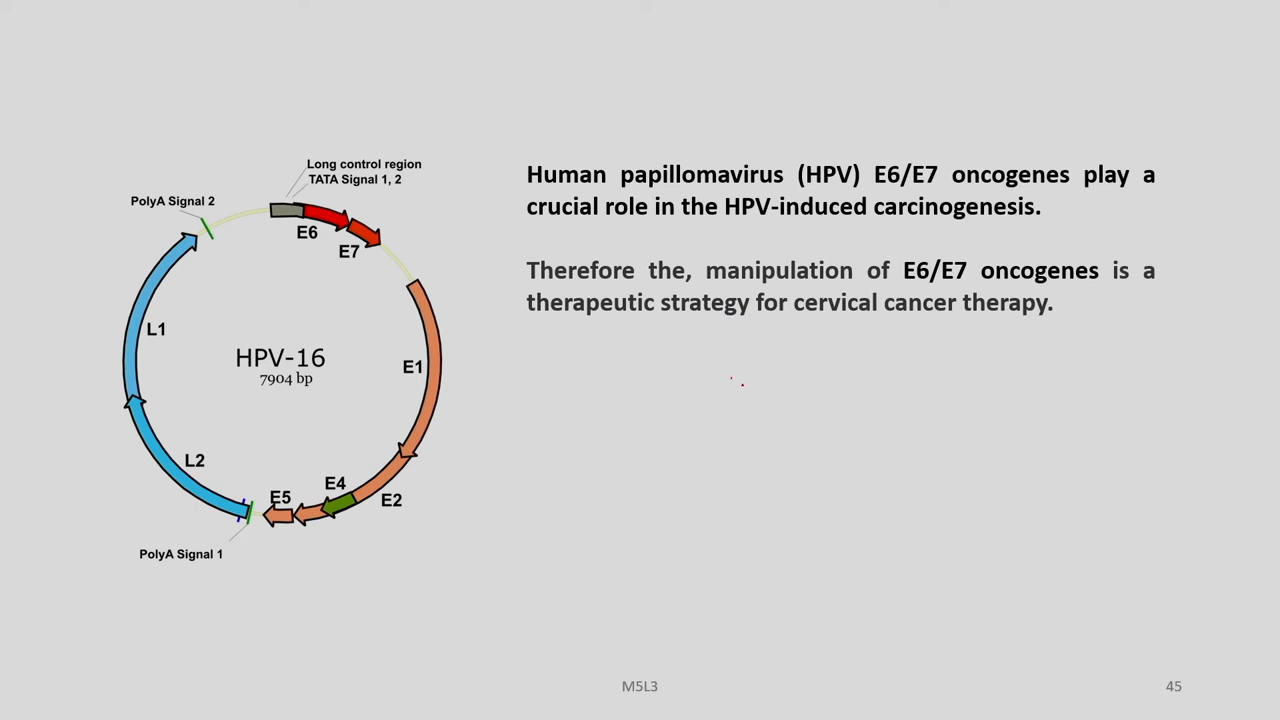 Long control region
TATA Signal 1, 2
PolyA Signal 2
E6
E7
L1
HPV-16
7904 bp
E1
L2
E4
E5
E2
PolyA Signal 1
Human papillomavirus (HPV) E6/E7 oncogenes play a
crucial role in the HPV-induced carcinogenesis.
Therefore the, manipulation of E6/E7 oncogenes is a
therapeutic strategy for cervical cancer therapy.
M5L3
45